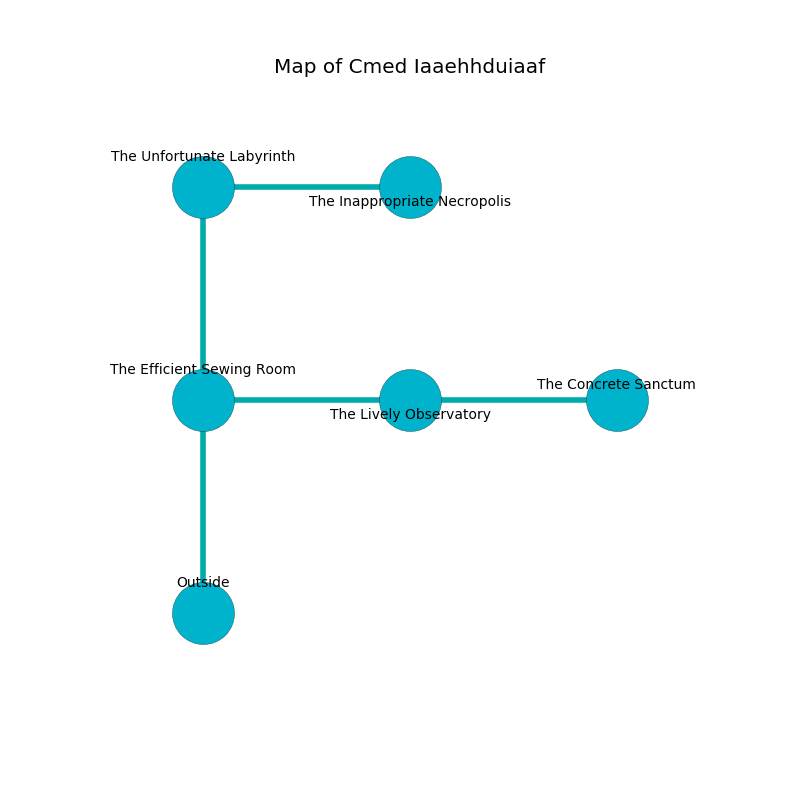 Map of Cmed Iaaehhduiaaf
The Unfortunate Labyrinth
The Inappropriate Necropolis
The Efficient Sewing Room
The Concrete Sanctum
The Lively Observatory
Outside